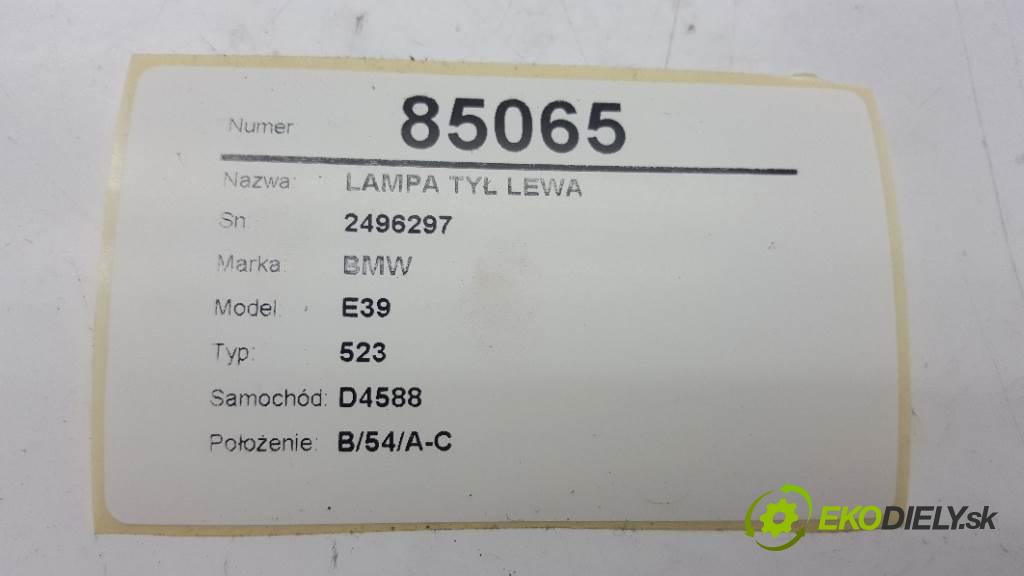 Numer 85065
Nazwa: LAMPA TYŁ LEWA
Sn: 2496297
Marka: BMW
Model: E39
Typ: 523
Samochód: D4588
Położenie: B/54/A-C
EKODIELY.sk